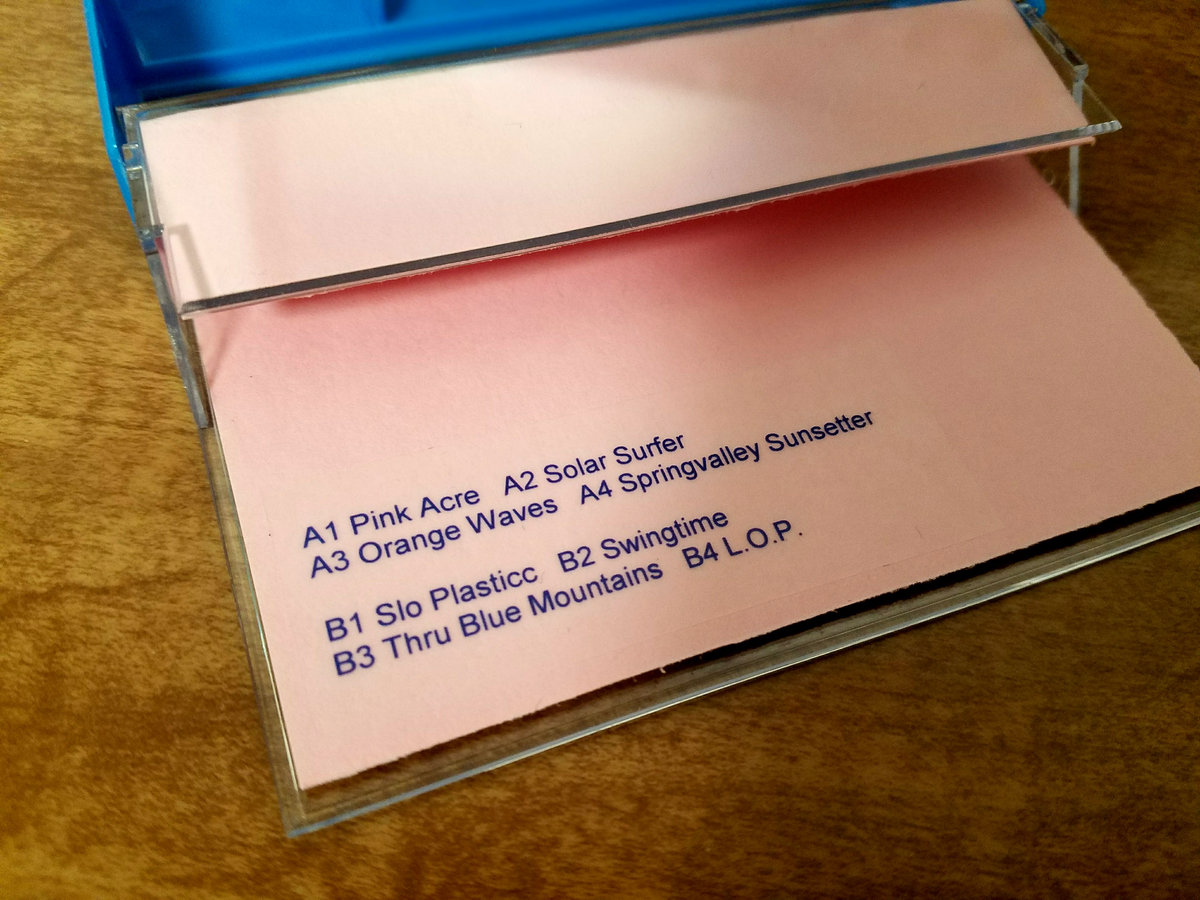 A1 Pink Acre A2 Solar Surfer
A3 Orange Waves A4 Springvalley Sunsetter
B1 Slo Plasticc B2 Swingtime
B3 Thru Blue Mountains B4 L.O.P.